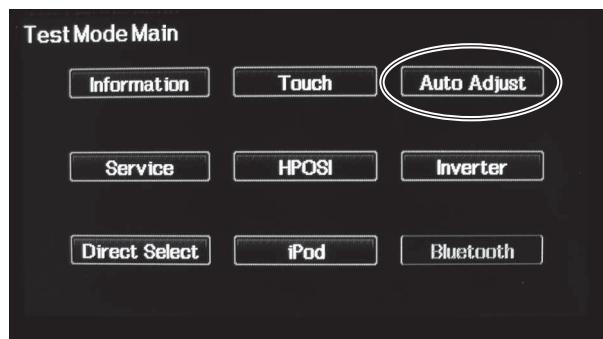 Test Mode Main
Information Touch Auto Adjust
Service HPOSI Inverter
Direct Select iPod Bluetooth